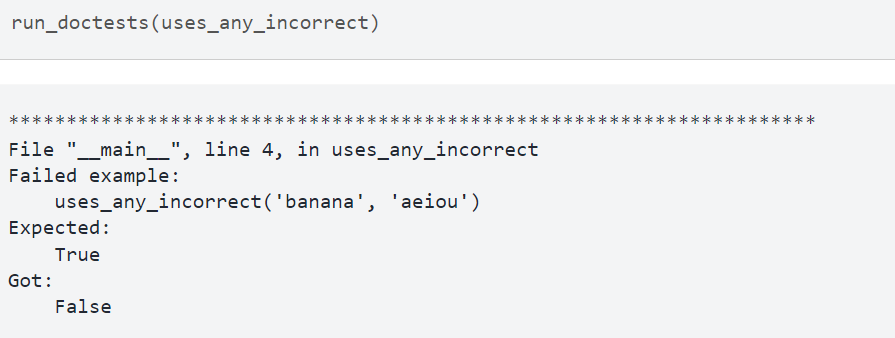 run_doctests(uses_any_incorrect)
**********************************************************************
File "__main__", line 4, in uses_any_incorrect
Failed example:
    uses_any_incorrect('banana', 'aeiou')
Expected:
    True
Got:
    False